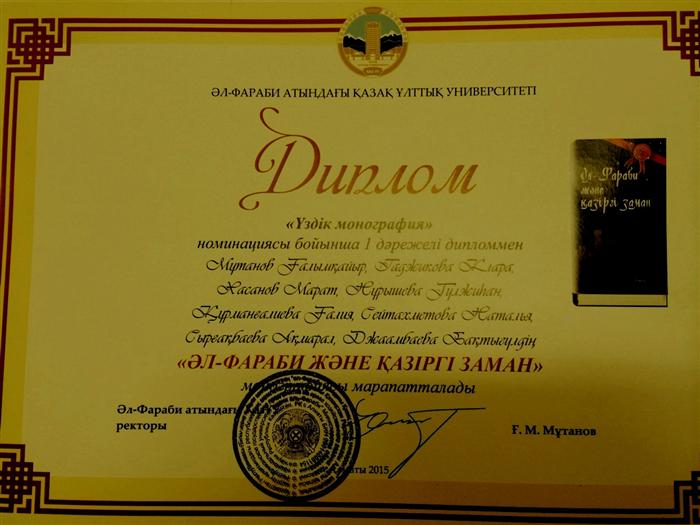 ӘЛ-ФАРАБИ АТЫНДАҒЫ ҚАЗАҚ ҰЛТТЫҚ УНИВЕРСИТЕТІ
Диплом
«Үздік монография»
номинациясы бойынша 1 дәрежелі дипломмен
Мұтанов Ғалымқайыр, Гаджикова Клара,
Хасанов Марат, Нұрышева Гүлжиһан,
Құрманғалиева Ғалия, Сейтахметова Наталья,
Сырғақбаева Ақмарал, Джаамбаева Бақтыгүлдің
«ӘЛ-ФАРАБИ ЖӘНЕ ҚАЗІРГІ ЗАМАН»
марапатталады
Әл-Фараби атындағы
ректоры
Ғ. М. Мұтанов
2015
Әл-Фараби
және
қазіргі заман